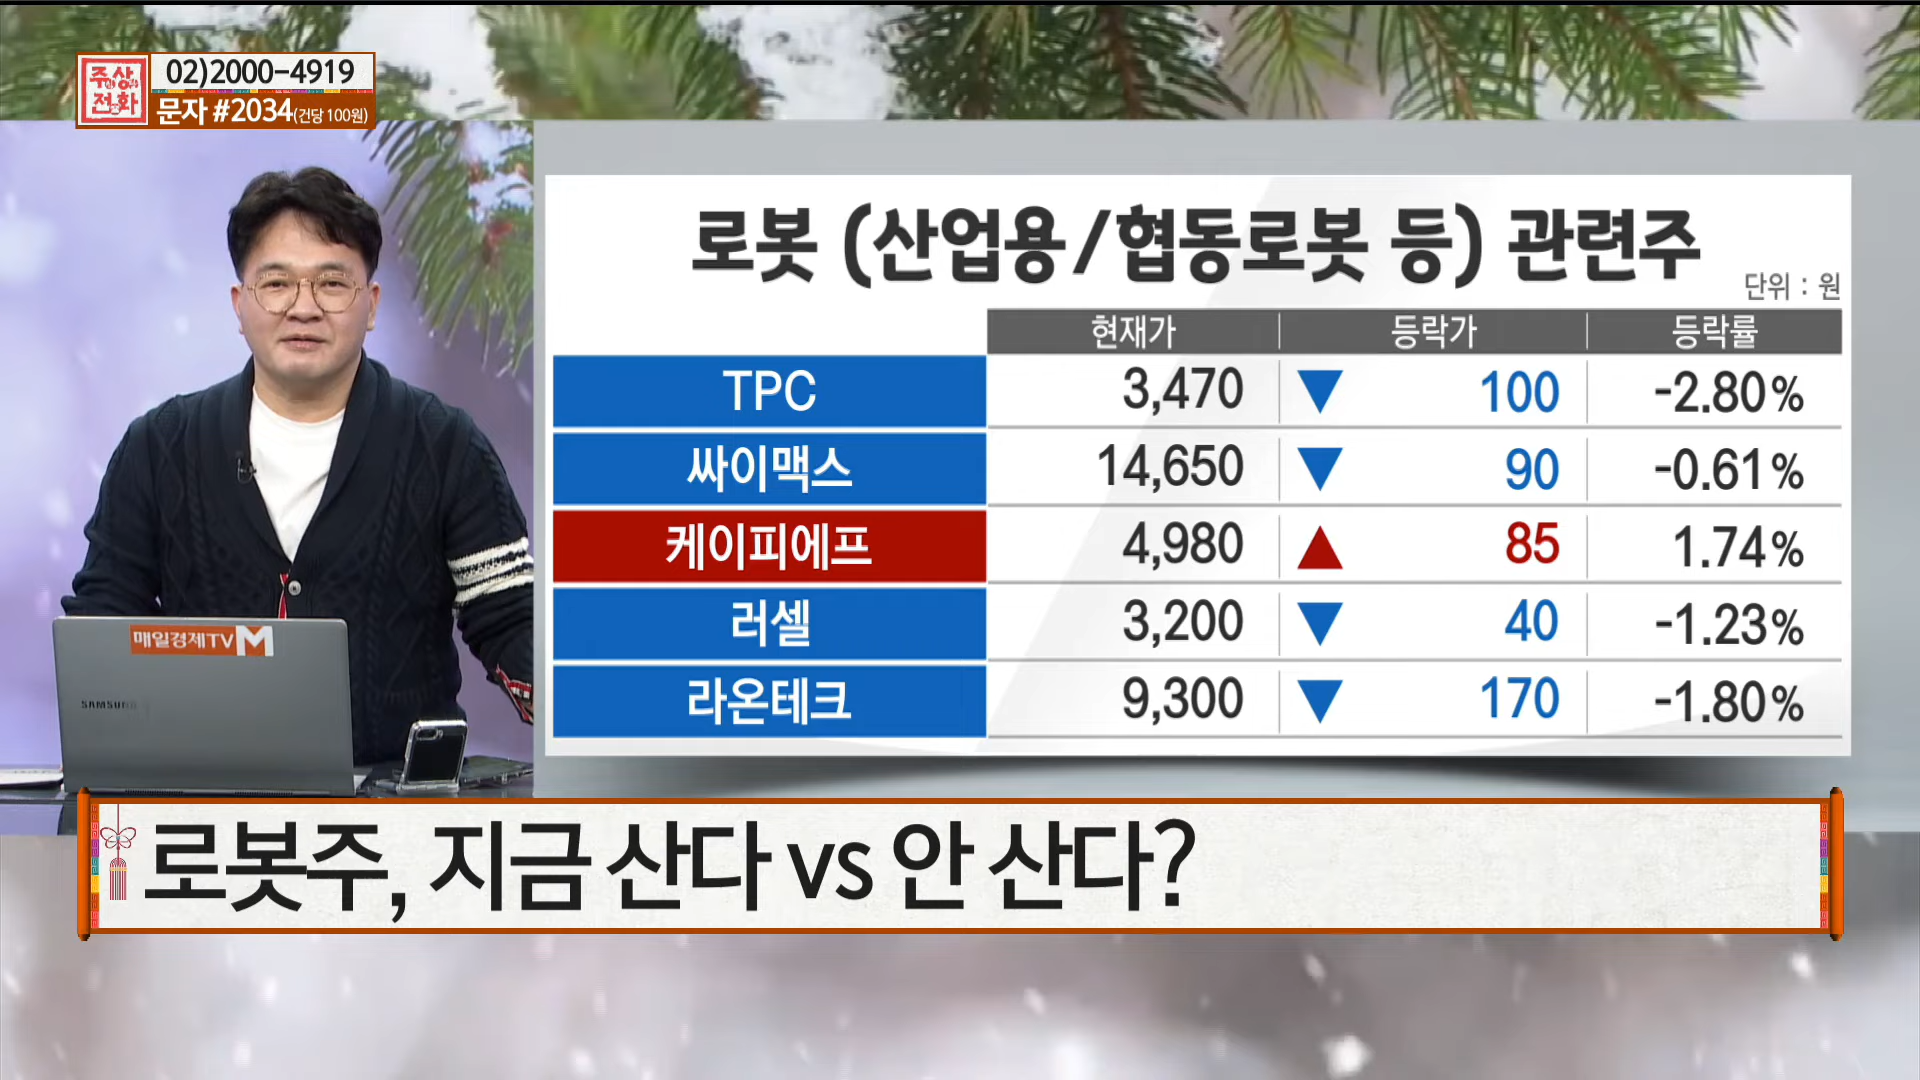 주상전화
02)2000-4919
문자 #2034(건당 100원)
로봇 (산업용/협동로봇 등) 관련주
단위 : 원
현재가 등락가 등락률
TPC 3,470 ▼ 100 -2.80%
싸이맥스 14,650 ▼ 90 -0.61%
케이피에프 4,980 ▲ 85 1.74%
러셀 3,200 ▼ 40 -1.23%
라온테크 9,300 ▼ 170 -1.80%
매일경제TV M
SAMSUNG
로봇주, 지금 산다 vs 안 산다?